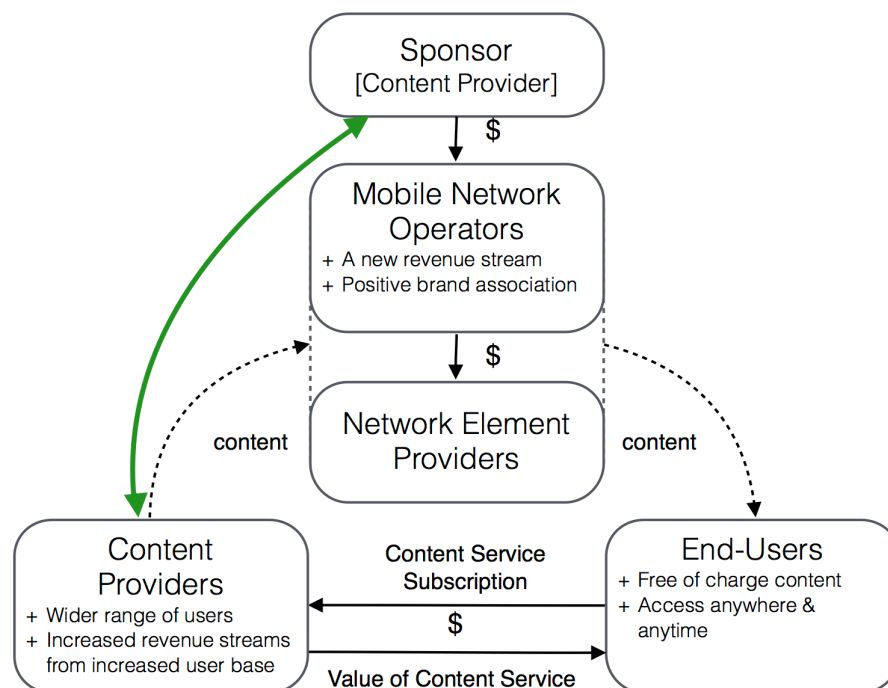 Sponsor
[Content Provider]
$
Mobile Network
Operators
+ A new revenue stream
+ Positive brand association
$
Network Element
Providers
content
content
Content
Providers
+ Wider range of users
+ Increased revenue streams
from increased user base
Content Service
Subscription
$
Value of Content Service
End-Users
+ Free of charge content
+ Access anywhere &
anytime